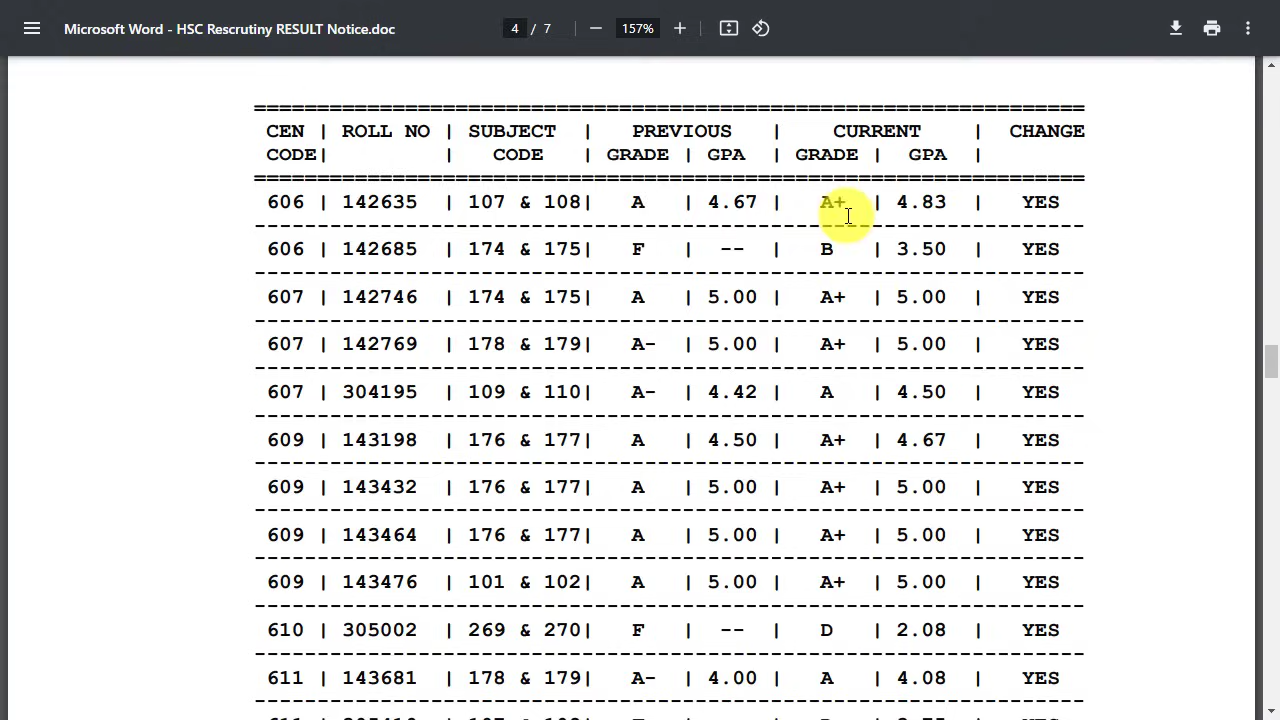 Microsoft Word - HSC Rescrutiny RESULT Notice.doc 4 / 7 157%
=================================================================
CEN | ROLL NO | SUBJECT | PREVIOUS | CURRENT | CHANGE
CODE| | CODE | GRADE | GPA | GRADE | GPA |
=================================================================
606 | 142635 | 107 & 108| A | 4.67 | A+ | 4.83 | YES
-----------------------------------------------------------------
606 | 142685 | 174 & 175| F | -- | B | 3.50 | YES
-----------------------------------------------------------------
607 | 142746 | 174 & 175| A | 5.00 | A+ | 5.00 | YES
-----------------------------------------------------------------
607 | 142769 | 178 & 179| A- | 5.00 | A+ | 5.00 | YES
-----------------------------------------------------------------
607 | 304195 | 109 & 110| A- | 4.42 | A | 4.50 | YES
-----------------------------------------------------------------
609 | 143198 | 176 & 177| A | 4.50 | A+ | 4.67 | YES
-----------------------------------------------------------------
609 | 143432 | 176 & 177| A | 5.00 | A+ | 5.00 | YES
-----------------------------------------------------------------
609 | 143464 | 176 & 177| A | 5.00 | A+ | 5.00 | YES
-----------------------------------------------------------------
609 | 143476 | 101 & 102| A | 5.00 | A+ | 5.00 | YES
-----------------------------------------------------------------
610 | 305002 | 269 & 270| F | -- | D | 2.08 | YES
-----------------------------------------------------------------
611 | 143681 | 178 & 179| A- | 4.00 | A | 4.08 | YES
-----------------------------------------------------------------